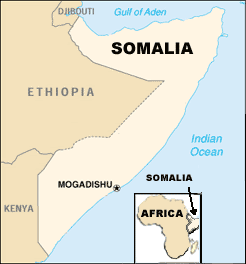 DJIBOUTI
Gulf of Aden
SOMALIA
ETHIOPIA
Indian
Ocean
MOGADISHU
SOMALIA
KENYA
AFRICA